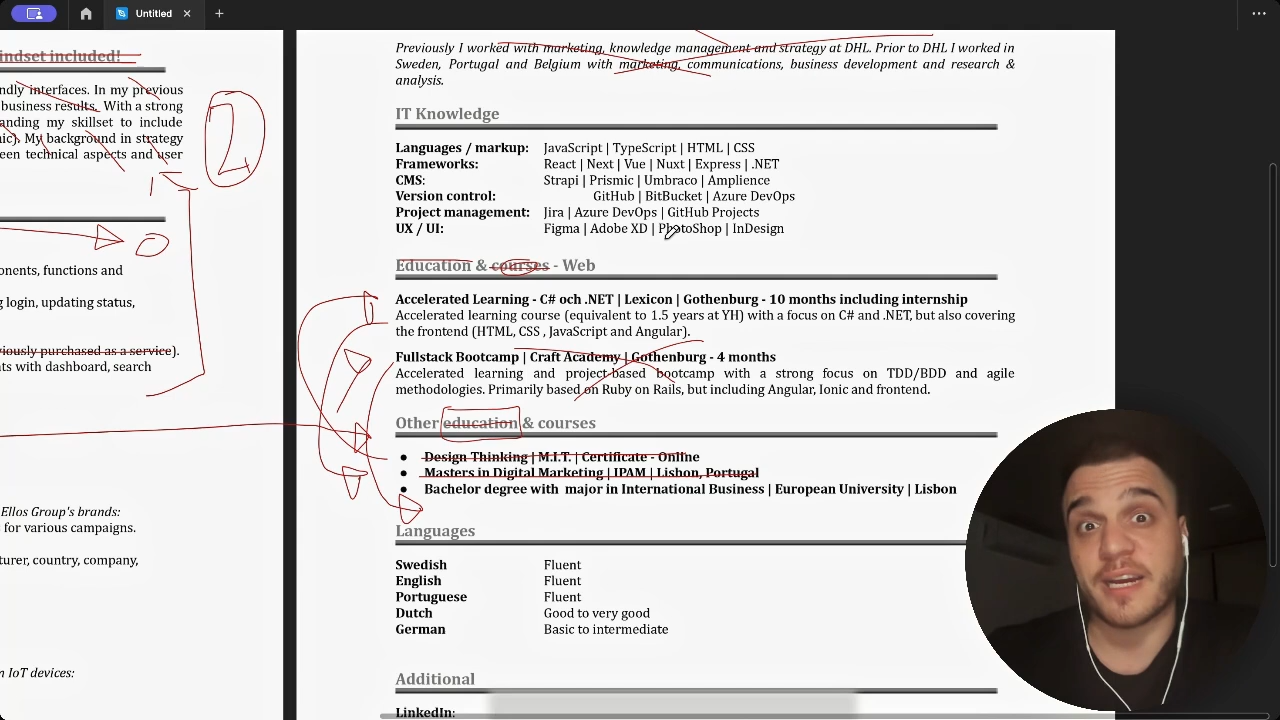 Untitled
indset included!
ndly interfaces. In my previous
business results. With a strong
anding my skillset to include
nic). My background in strategy
een technical aspects and user
2
onents, functions and
g login, updating status,
viously purchased as a service).
nts with dashboard, search
Ellos Group's brands:
for various campaigns.
turer, country, company,
n IoT devices:
Previously I worked with marketing, knowledge management and strategy at DHL. Prior to DHL I worked in
Sweden, Portugal and Belgium with marketing, communications, business development and research &
analysis.
IT Knowledge
Languages / markup: JavaScript | TypeScript | HTML | CSS
Frameworks: React | Next | Vue | Nuxt | Express | .NET
CMS: Strapi | Prismic | Umbraco | Amplience
Version control: GitHub | BitBucket | Azure DevOps
Project management: Jira | Azure DevOps | GitHub Projects
UX / UI: Figma | Adobe XD | PhotoShop | InDesign
Education & courses - Web
Accelerated Learning - C# och .NET | Lexicon | Gothenburg - 10 months including internship
Accelerated learning course (equivalent to 1.5 years at YH) with a focus on C# and .NET, but also covering
the frontend (HTML, CSS , JavaScript and Angular).
Fullstack Bootcamp | Craft Academy | Gothenburg - 4 months
Accelerated learning and project-based bootcamp with a strong focus on TDD/BDD and agile
methodologies. Primarily based on Ruby on Rails, but including Angular, Ionic and frontend.
Other education & courses
● Design Thinking | M.I.T. | Certificate - Online
● Masters in Digital Marketing | IPAM | Lisbon, Portugal
● Bachelor degree with major in International Business | European University | Lisbon
Languages
Swedish Fluent
English Fluent
Portuguese Fluent
Dutch Good to very good
German Basic to intermediate
Additional
LinkedIn: